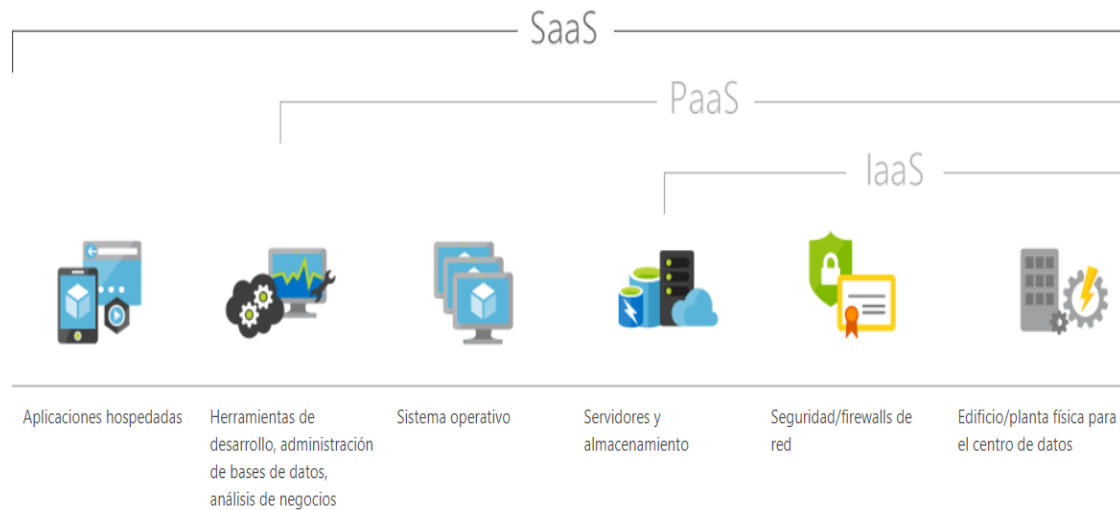 SaaS
PaaS
IaaS
Aplicaciones hospedadas
Herramientas de
desarrollo, administración
de bases de datos,
análisis de negocios
Sistema operativo
Servidores y
almacenamiento
Seguridad/firewalls de
red
Edificio/planta física para
el centro de datos